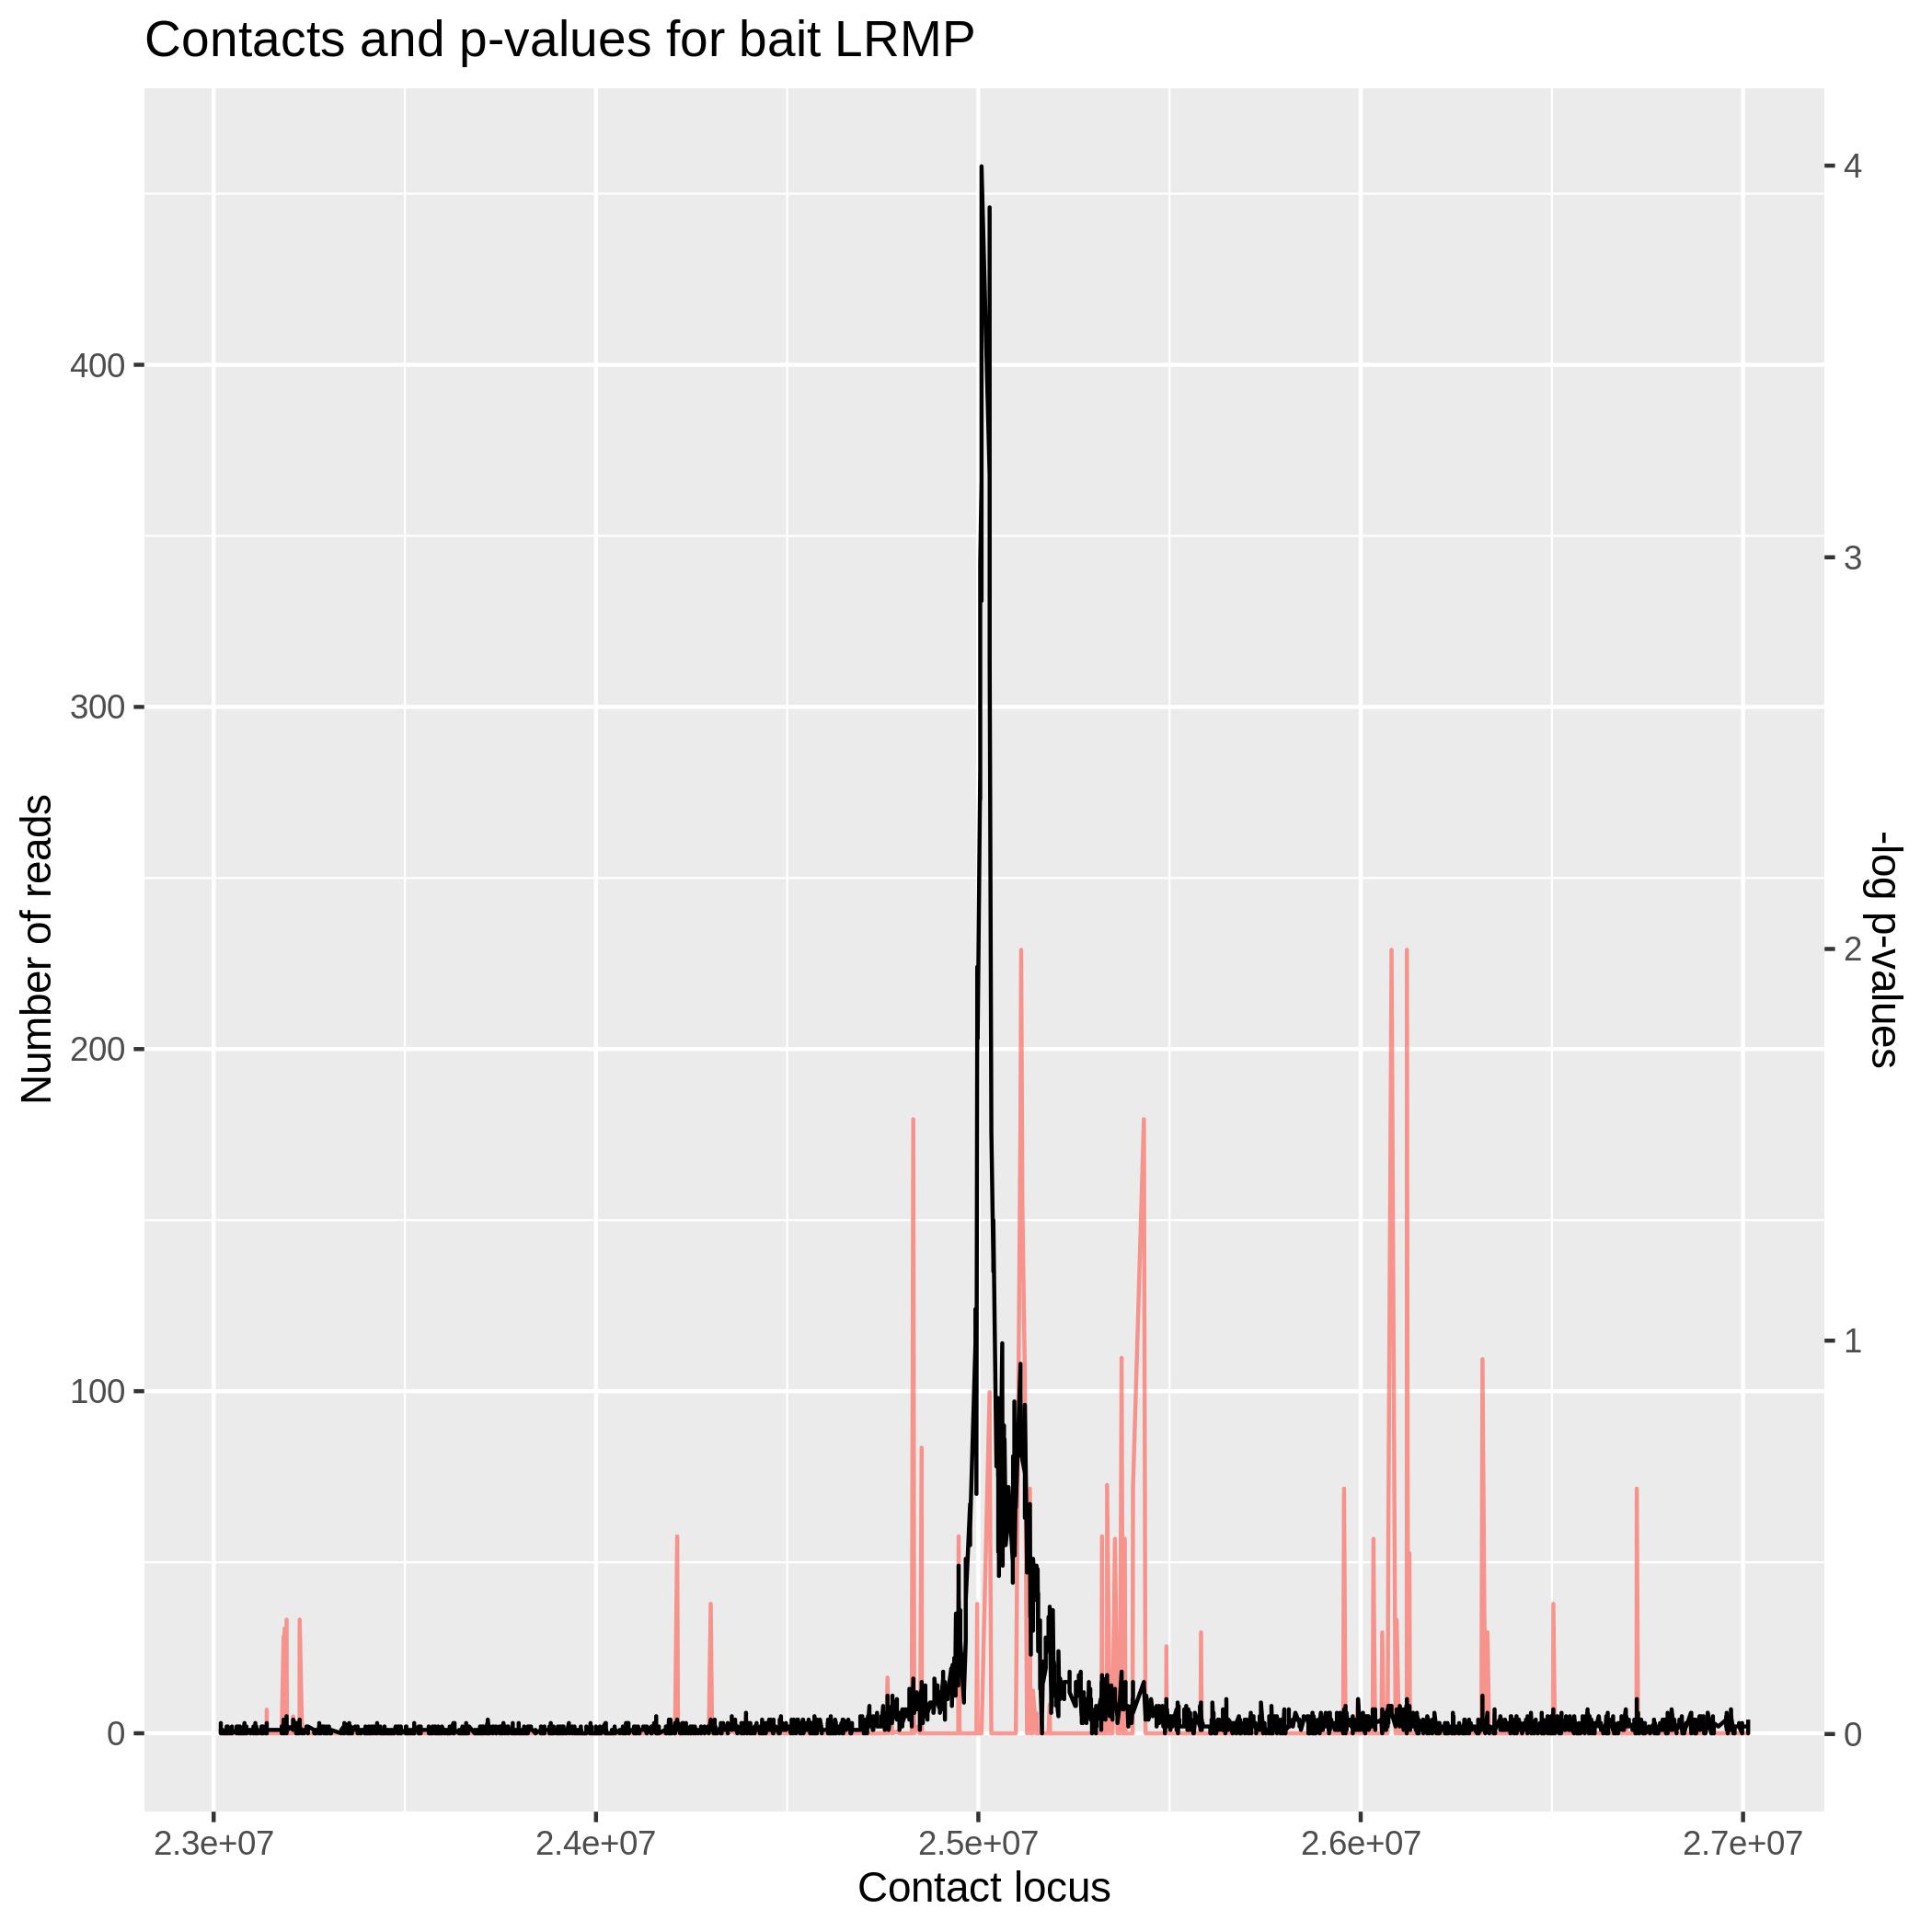 Contacts and p-values for bait LRMP
Number of reads
400
300
200
100
0
4
3
2
1
0
-log p-values
2.3e+07
2.4e+07
2.5e+07
2.6e+07
2.7e+07
Contact locus